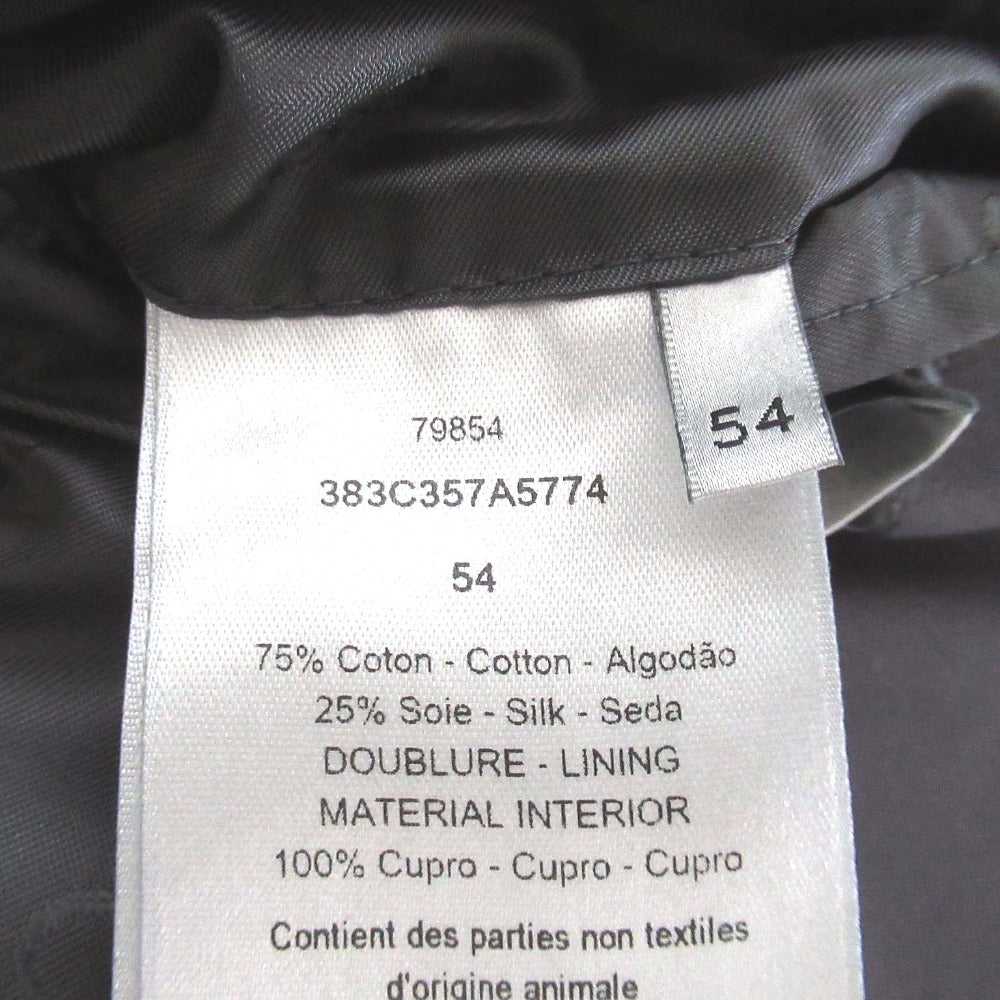 79854
383C357A5774
54
54
75% Coton - Cotton - Algodão
25% Soie - Silk - Seda
DOUBLURE - LINING
MATERIAL INTERIOR
100% Cupro - Cupro - Cupro
Contient des parties non textiles
d'origine animale